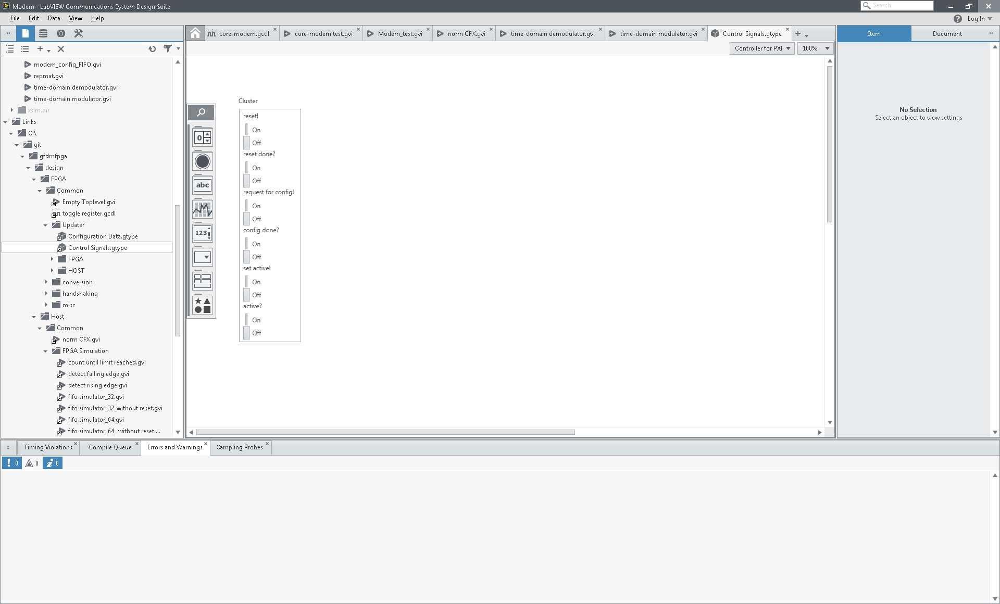 Modem - LabVIEW Communications System Design Suite
Search
File Edit Data View Help
Log In
core-modem.gcdl
core-modem test.gvi
Modem_test.gvi
norm CFX.gvi
time-domain demodulator.gvi
time-domain modulator.gvi
Control Signals.gtype
Item
Document
Controller for PXI
100%
modem_config_FIFO.gvi
repmat.gvi
time-domain demodulator.gvi
time-domain modulator.gvi
xsim.dir
Links
C:\
git
gfdmfpga
design
FPGA
Common
Empty Toplevel.gvi
toggle register.gcdl
Updater
Configuration Data.gtype
Control Signals.gtype
FPGA
HOST
conversion
handshaking
misc
Host
Common
norm CFX.gvi
FPGA Simulation
count until limit reached.gvi
detect falling edge.gvi
detect rising edge.gvi
fifo simulator_32.gvi
fifo simulator_32_without reset.gvi
fifo simulator_64.gvi
fifo simulator_64_ without reset....
0
abc
123
Cluster
reset!
On
Off
reset done?
On
Off
request for config!
On
Off
config done?
On
Off
set active!
On
Off
active?
On
Off
No Selection
Select an object to view settings
Timing Violations
Compile Queue
Errors and Warnings
Sampling Probes
! 0
0
i 0